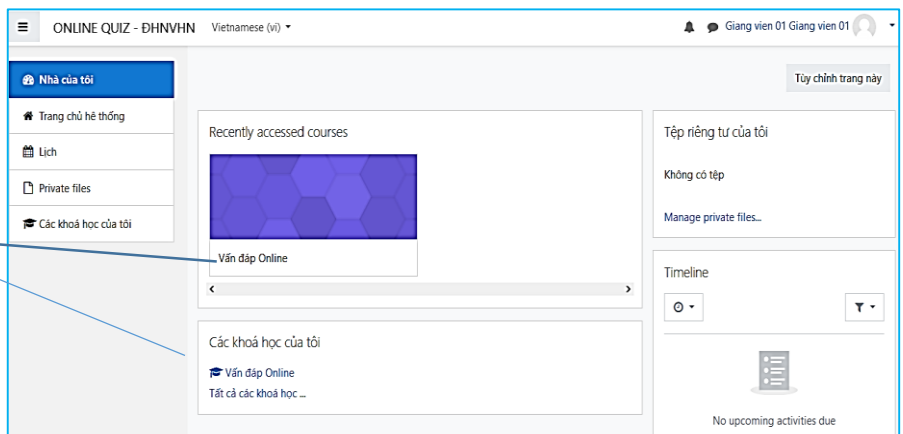 ONLINE QUIZ - ĐHNVHN Vietnamese (vi)
Giang vien 01 Giang vien 01
Nhà của tôi
Trang chủ hệ thống
Lịch
Private files
Các khoá học của tôi
Tùy chỉnh trang này
Recently accessed courses
Vấn đáp Online
Các khoá học của tôi
Vấn đáp Online
Tất cả các khoá học ...
Tệp riêng tư của tôi
Không có tệp
Manage private files...
Timeline
No upcoming activities due